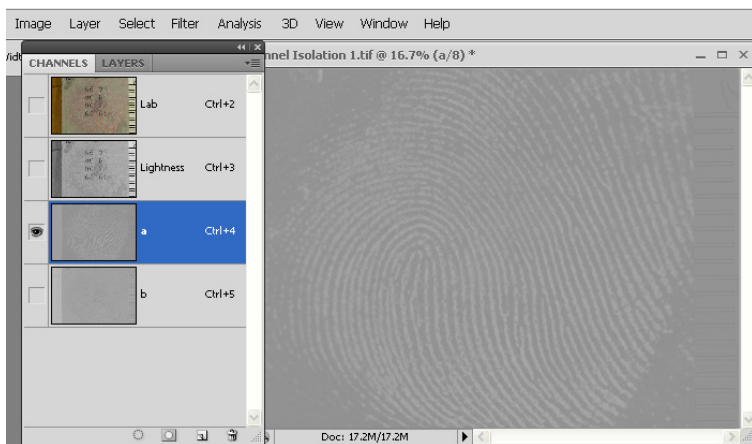 Image Layer Select Filter Analysis 3D View Window Help
CHANNELS LAYERS
nnel Isolation 1.tif @ 16.7% (a/8) *
Lab Ctrl+2
Lightness Ctrl+3
a Ctrl+4
b Ctrl+5
Doc: 17.2M/17.2M